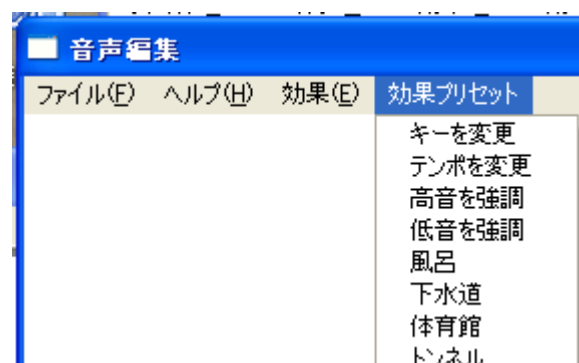 音声編集
ファイル(F) ヘルプ(H) 効果(E) 効果プリセット
キーを変更
テンポを変更
高音を強調
低音を強調
風呂
下水道
体育館
トンネル